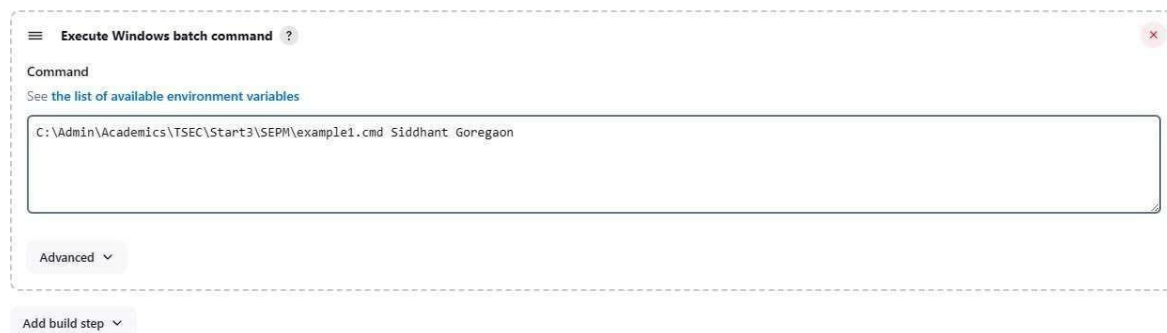 Execute Windows batch command ?
Command
See the list of available environment variables
C:\Admin\Academics\TSEC\Start3\SEPM\example1.cmd Siddhant Goregaon
Advanced
Add build step